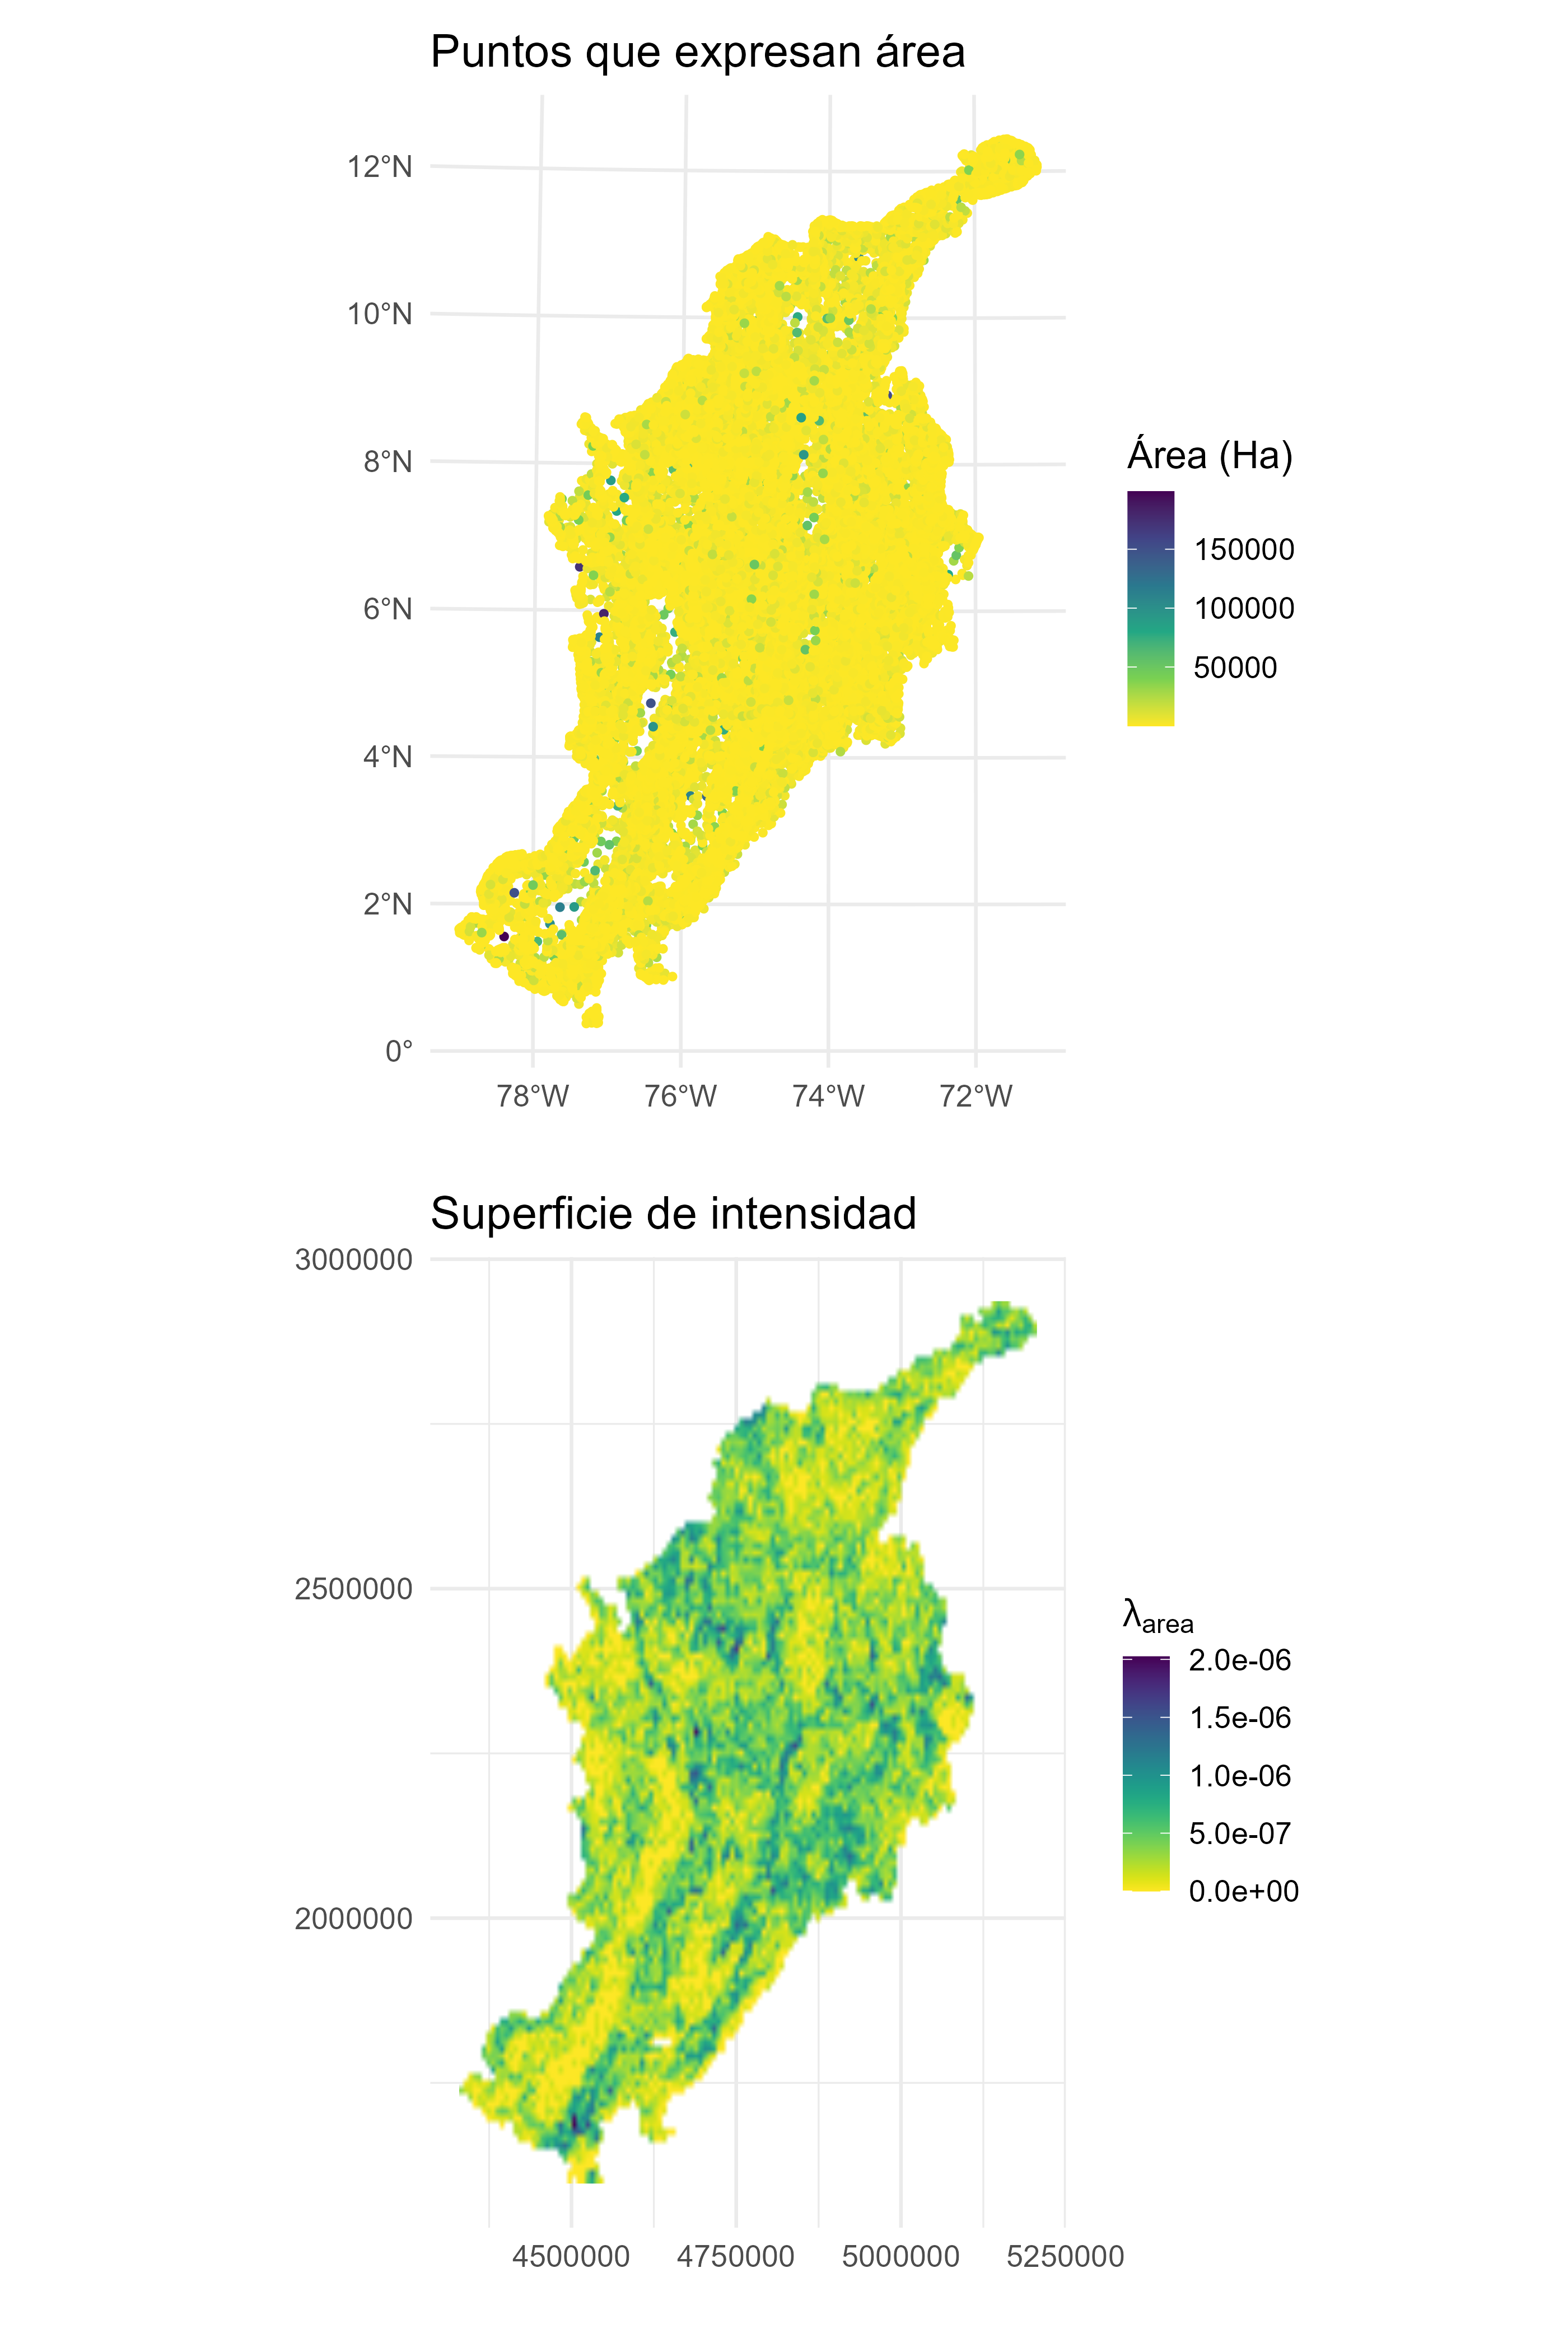 Puntos que expresan área
12°N
10°N
8°N
6°N
4°N
2°N
0°
78°W 76°W 74°W 72°W
Área (Ha)
150000
100000
50000
Superficie de intensidad
3000000
2500000
2000000
4500000 4750000 5000000 5250000
λarea
2.0e-06
1.5e-06
1.0e-06
5.0e-07
0.0e+00